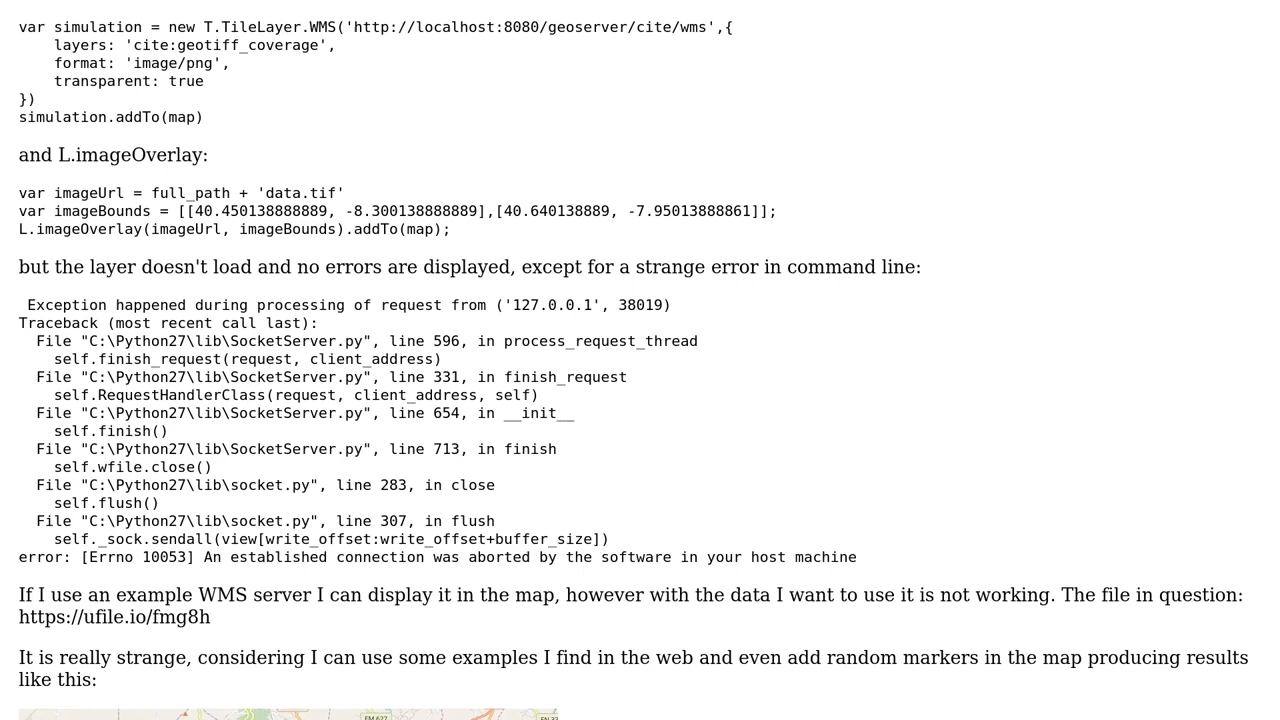 var simulation = new T.TileLayer.WMS('http://localhost:8080/geoserver/cite/wms',{
    layers: 'cite:geotiff_coverage',
    format: 'image/png',
    transparent: true
})
simulation.addTo(map)
and L.imageOverlay:
var imageUrl = full_path + 'data.tif'
var imageBounds = [[40.450138888889, -8.300138888889],[40.640138889, -7.95013888861]];
L.imageOverlay(imageUrl, imageBounds).addTo(map);
but the layer doesn't load and no errors are displayed, except for a strange error in command line:
 Exception happened during processing of request from ('127.0.0.1', 38019)
Traceback (most recent call last):
  File "C:\Python27\lib\SocketServer.py", line 596, in process_request_thread
    self.finish_request(request, client_address)
  File "C:\Python27\lib\SocketServer.py", line 331, in finish_request
    self.RequestHandlerClass(request, client_address, self)
  File "C:\Python27\lib\SocketServer.py", line 654, in __init__
    self.finish()
  File "C:\Python27\lib\SocketServer.py", line 713, in finish
    self.wfile.close()
  File "C:\Python27\lib\socket.py", line 283, in close
    self.flush()
  File "C:\Python27\lib\socket.py", line 307, in flush
    self._sock.sendall(view[write_offset:write_offset+buffer_size])
error: [Errno 10053] An established connection was aborted by the software in your host machine
If I use an example WMS server I can display it in the map, however with the data I want to use it is not working. The file in question:
https://ufile.io/fmg8h
It is really strange, considering I can use some examples I find in the web and even add random markers in the map producing results
like this:
EM 627